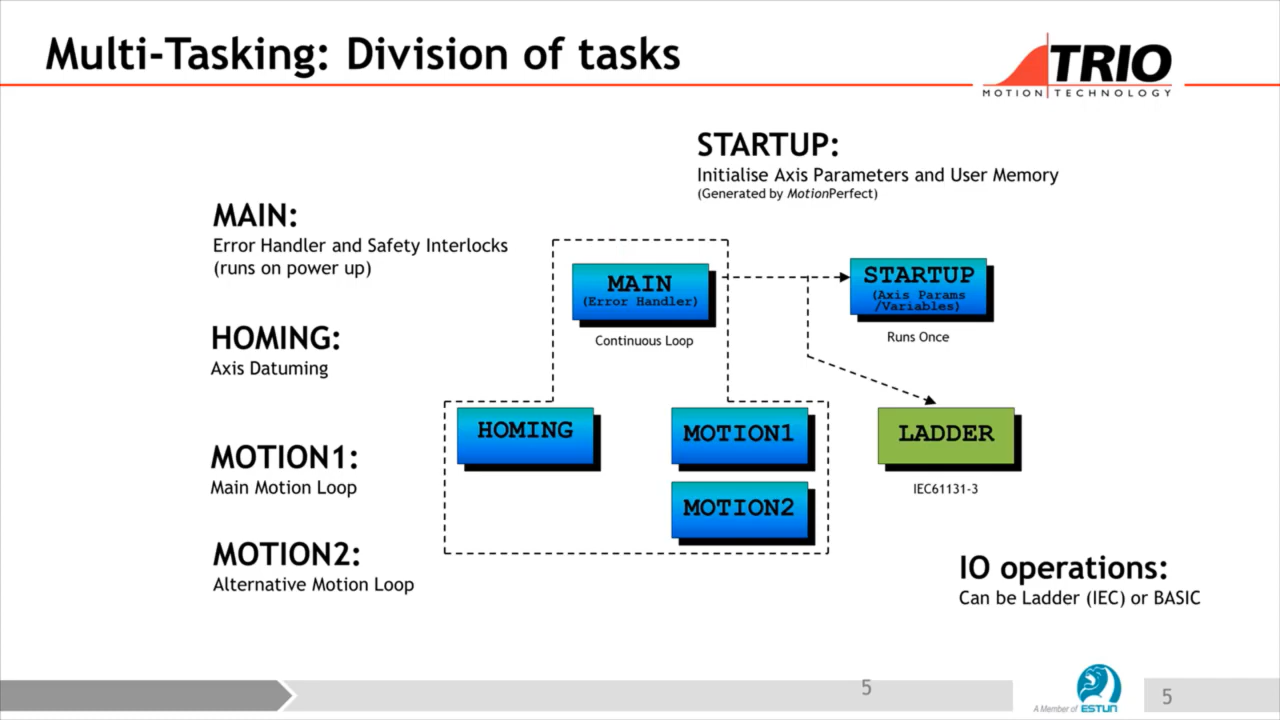 Multi-Tasking: Division of tasks
TRIO
MOTION TECHNOLOGY
STARTUP:
Initialise Axis Parameters and User Memory
(Generated by MotionPerfect)
MAIN:
Error Handler and Safety Interlocks
(runs on power up)
MAIN
(Error Handler)
Continuous Loop
STARTUP
(Axis Params
/Variables)
Runs Once
HOMING:
Axis Datuming
HOMING
MOTION1
LADDER
MOTION1:
Main Motion Loop
IEC61131-3
MOTION2
MOTION2:
Alternative Motion Loop
IO operations:
Can be Ladder (IEC) or BASIC
5
A Member of ESTUN
5